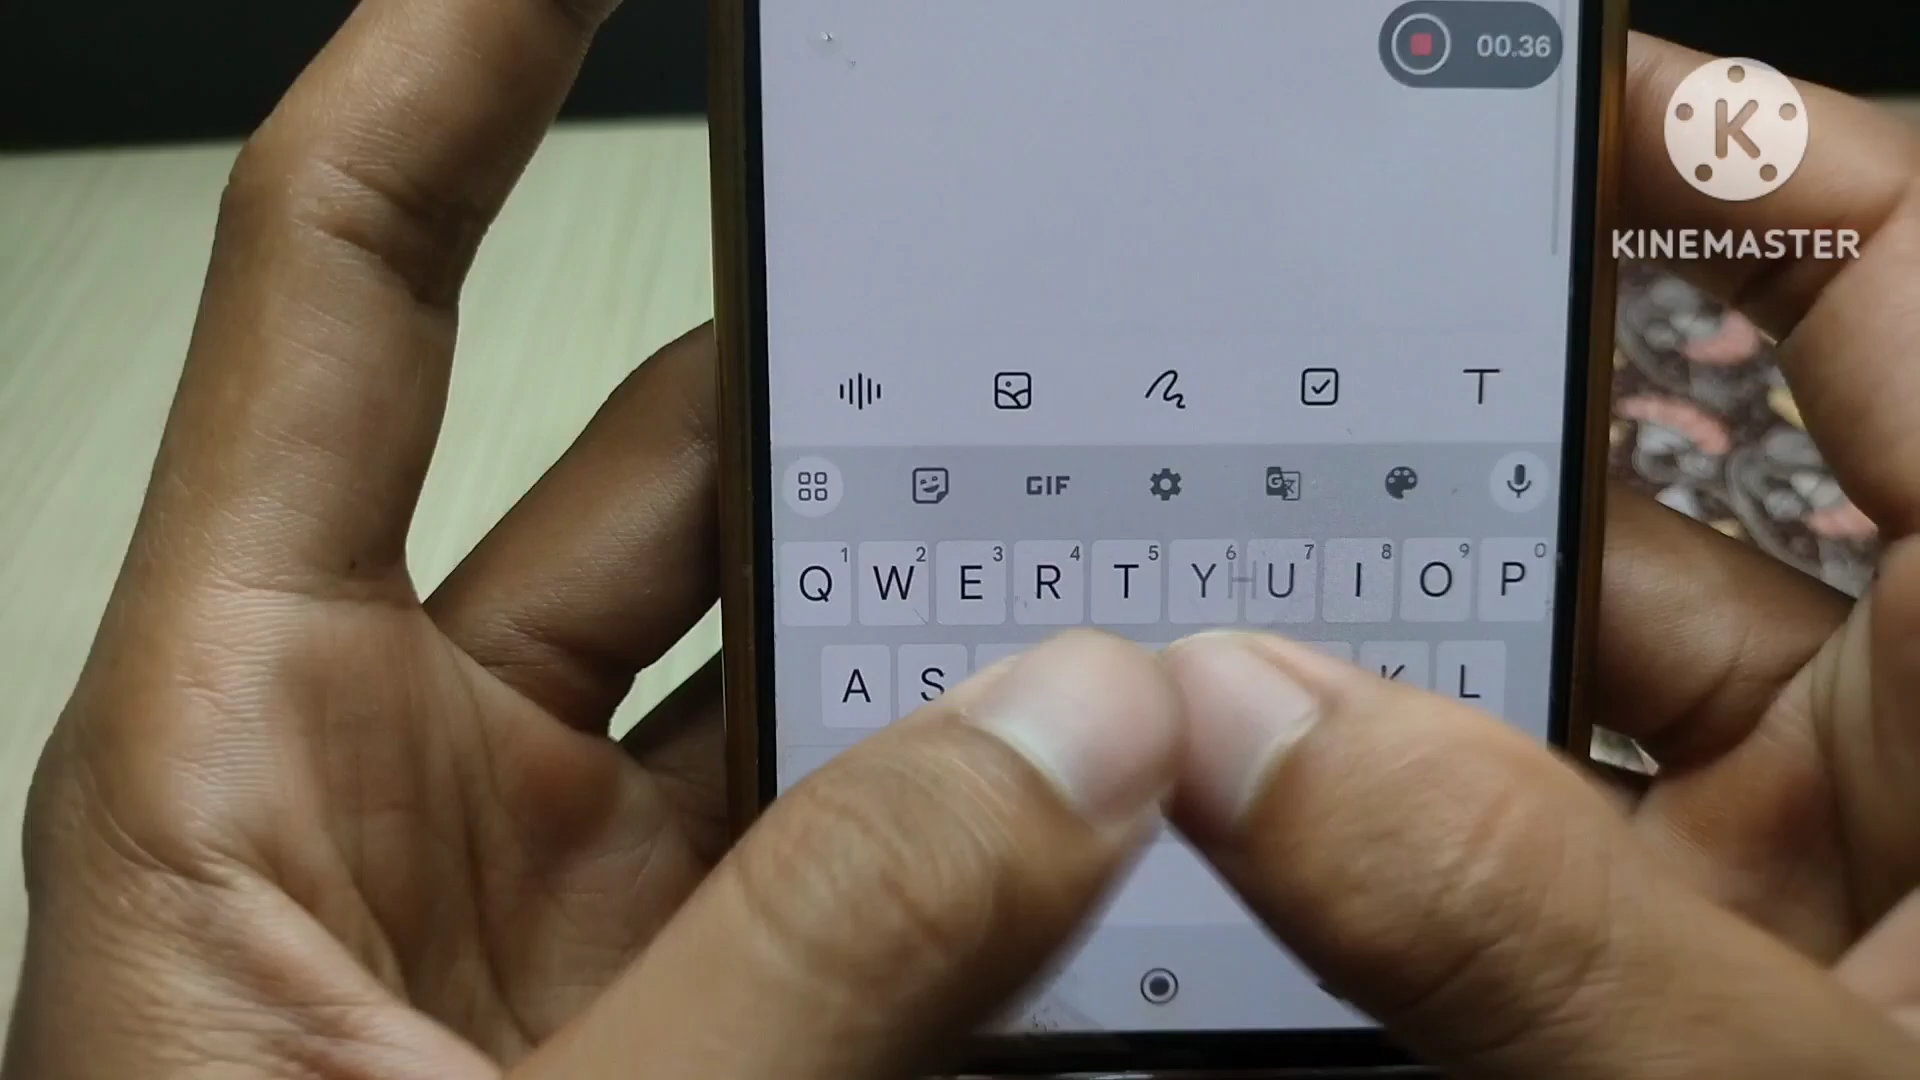 00.36
K
KINEMASTER
T
GIF
G
1 2 3 4 5 6 7 8 9 0
Q W E R T Y H U I O P
A S K L